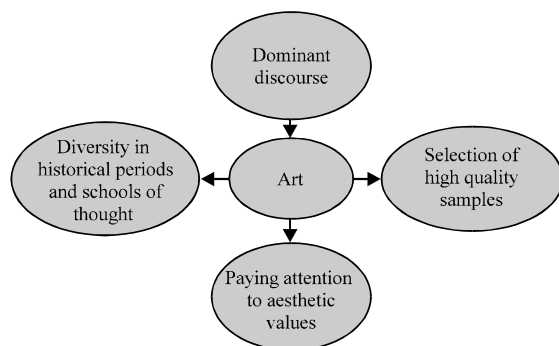 Dominant
discourse
Diversity in
historical periods
and schools of
thought
Art
Selection of
high quality
samples
Paying attention
to aesthetic
values